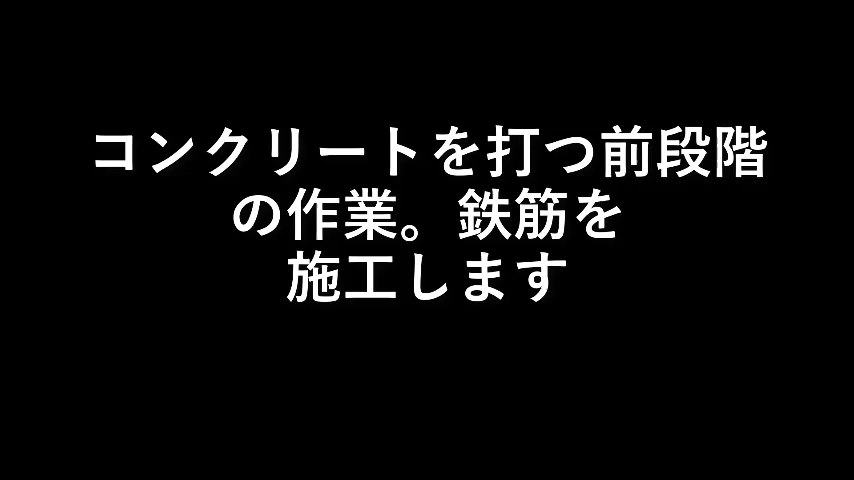 コンクリートを打つ前段階
の作業。鉄筋を
施工します